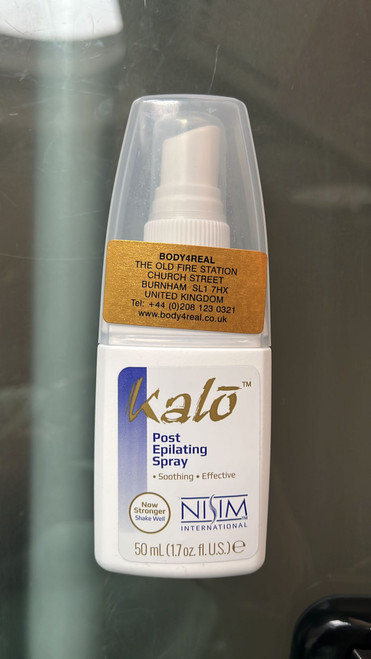 BODY4REAL
THE OLD FIRE STATION
CHURCH STREET
BURNHAM SL1 7HX
UNITED KINGDOM
Tel: +44 (0)208 123 0321
www.body4real.co.uk
kalō™
Post
Epilating
Spray
• Soothing • Effective
Now
Stronger
Shake Well
NISIM
INTERNATIONAL
50 mL (1.7 oz. fl. U.S.) ℮